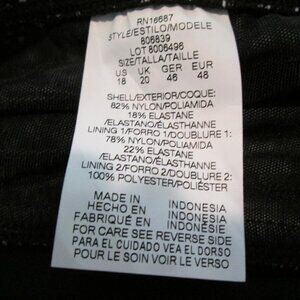 RN16687
STYLE/ESTILO/MODELE
806839
LOT 8006496
SIZE/TALLA/TAILLE
US UK GER EUR
18 20 46 48
SHELL/EXTERIOR/COQUE:
82% NYLON/POLIAMIDA
18% ELASTANE
/ELASTANO/ÉLASTHANNE
LINING 1/FORRO 1/DOUBLURE 1:
78% NYLON/POLIAMIDA
22% ELASTANE
/ELASTANO/ÉLASTHANNE
LINING 2/FORRO 2/DOUBLURE 2:
100% POLYESTER/POLIÉSTER
MADE IN INDONESIA
HECHO EN INDONESIA
FABRIQUÉ EN INDONÉSIE
FOR CARE SEE REVERSE SIDE
PARA EL CUIDADO VEA EL DORSO
POUR LE SOIN VOIR LE VERSO